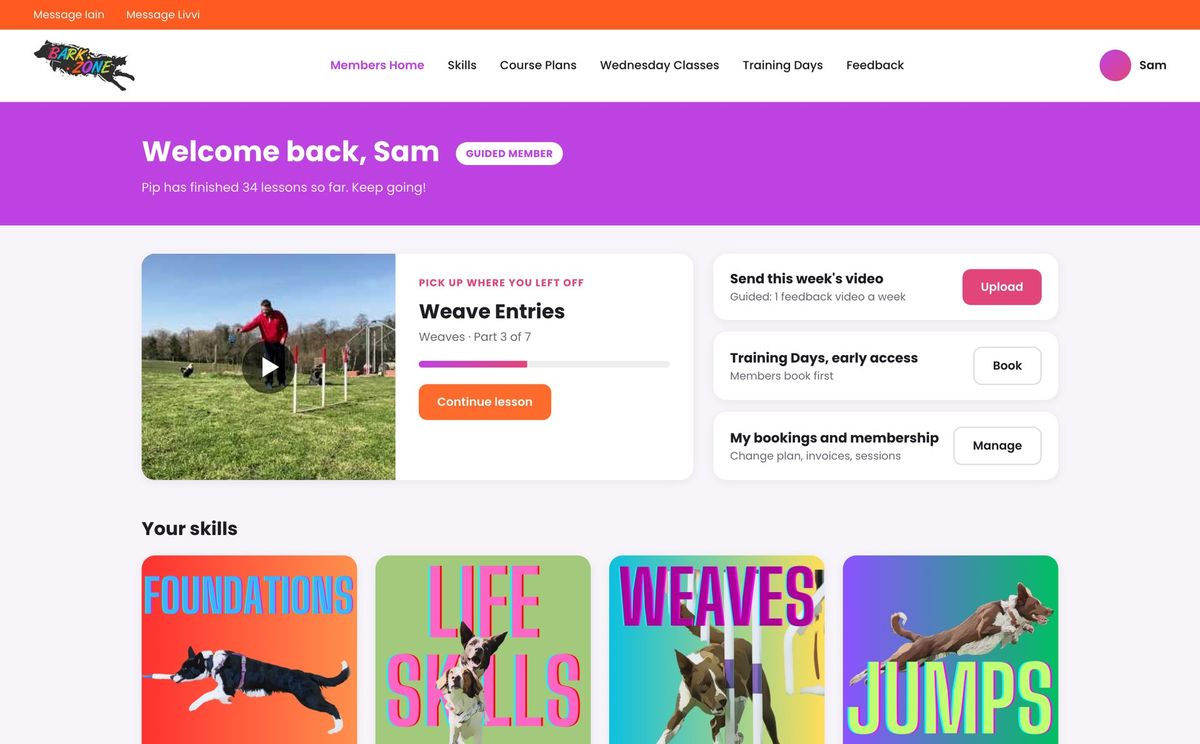 Message Iain
Message Livvi
BARK
ZONE
Members Home
Skills
Course Plans
Wednesday Classes
Training Days
Feedback
Sam
Welcome back, Sam
GUIDED MEMBER
Pip has finished 34 lessons so far. Keep going!
PICK UP WHERE YOU LEFT OFF
Weave Entries
Weaves · Part 3 of 7
Continue lesson
Send this week's video
Guided: 1 feedback video a week
Upload
Training Days, early access
Members book first
Book
My bookings and membership
Change plan, invoices, sessions
Manage
Your skills
FOUNDATIONS
LIFE
SKILLS
WEAVES
JUMPS